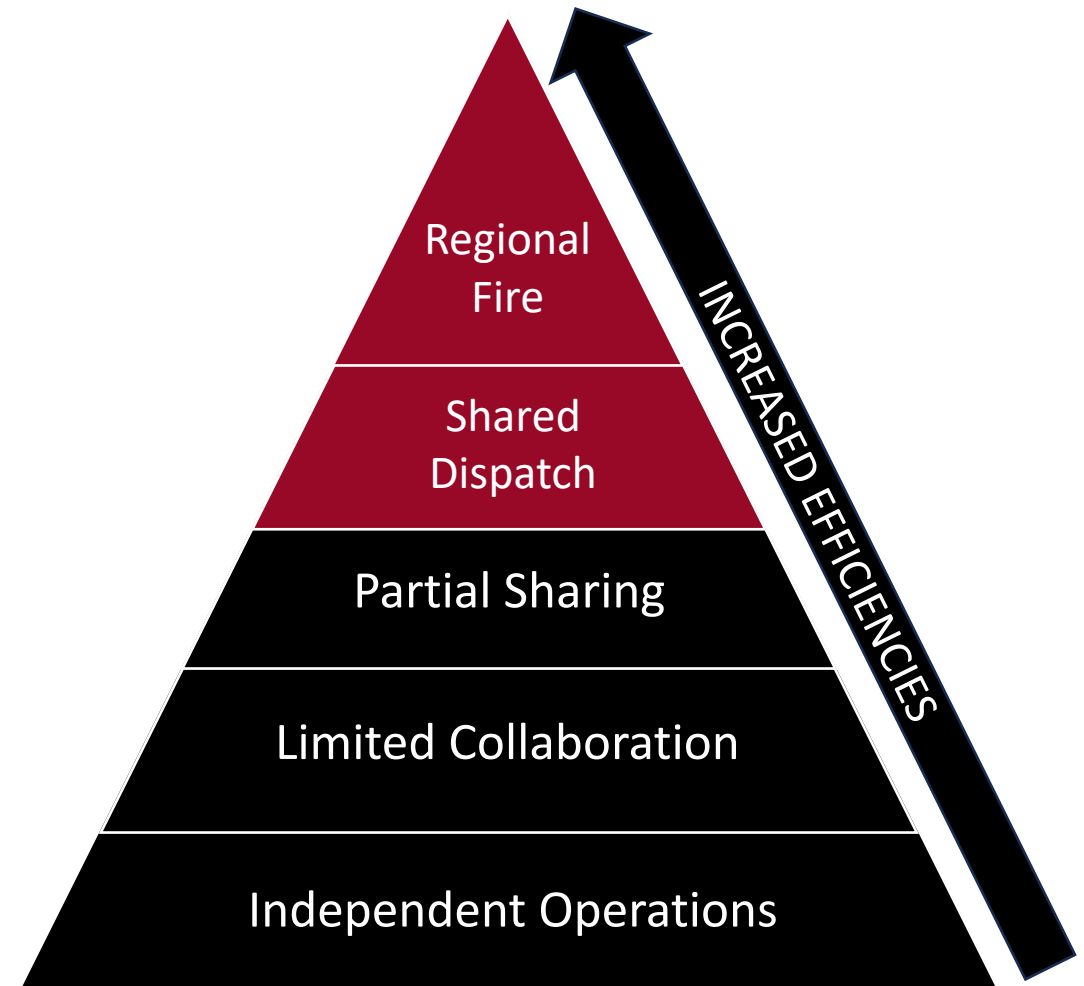 Regional
Fire
Shared
Dispatch
Partial Sharing
Limited Collaboration
Independent Operations
INCREASED EFFICIENCIES